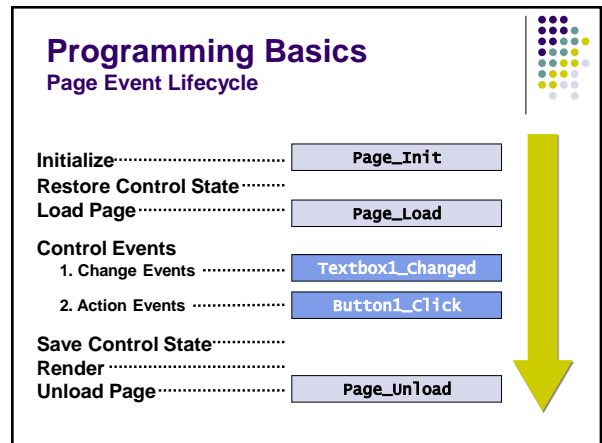 Programming Basics
Page Event Lifecycle
Initialize Page_Init
Restore Control State
Load Page Page_Load
Control Events
1. Change Events Textbox1_Changed
2. Action Events Button1_Click
Save Control State
Render
Unload Page Page_Unload